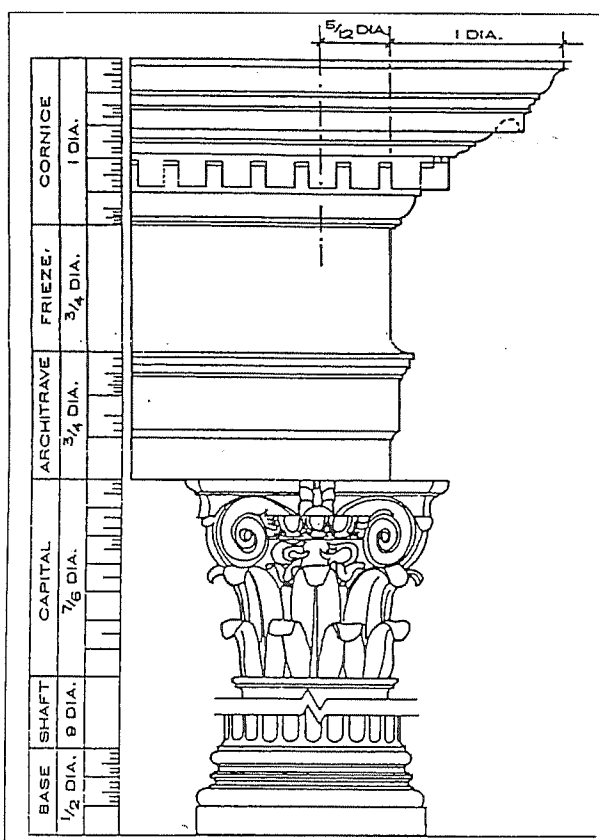 5/12 DIA.
1 DIA.
CORNICE
1 DIA.
FRIEZE.
3/4 DIA.
ARCHITRAVE
3/4 DIA.
CAPITAL
7/6 DIA.
SHAFT
DIA.
BASE
1/2 DIA.